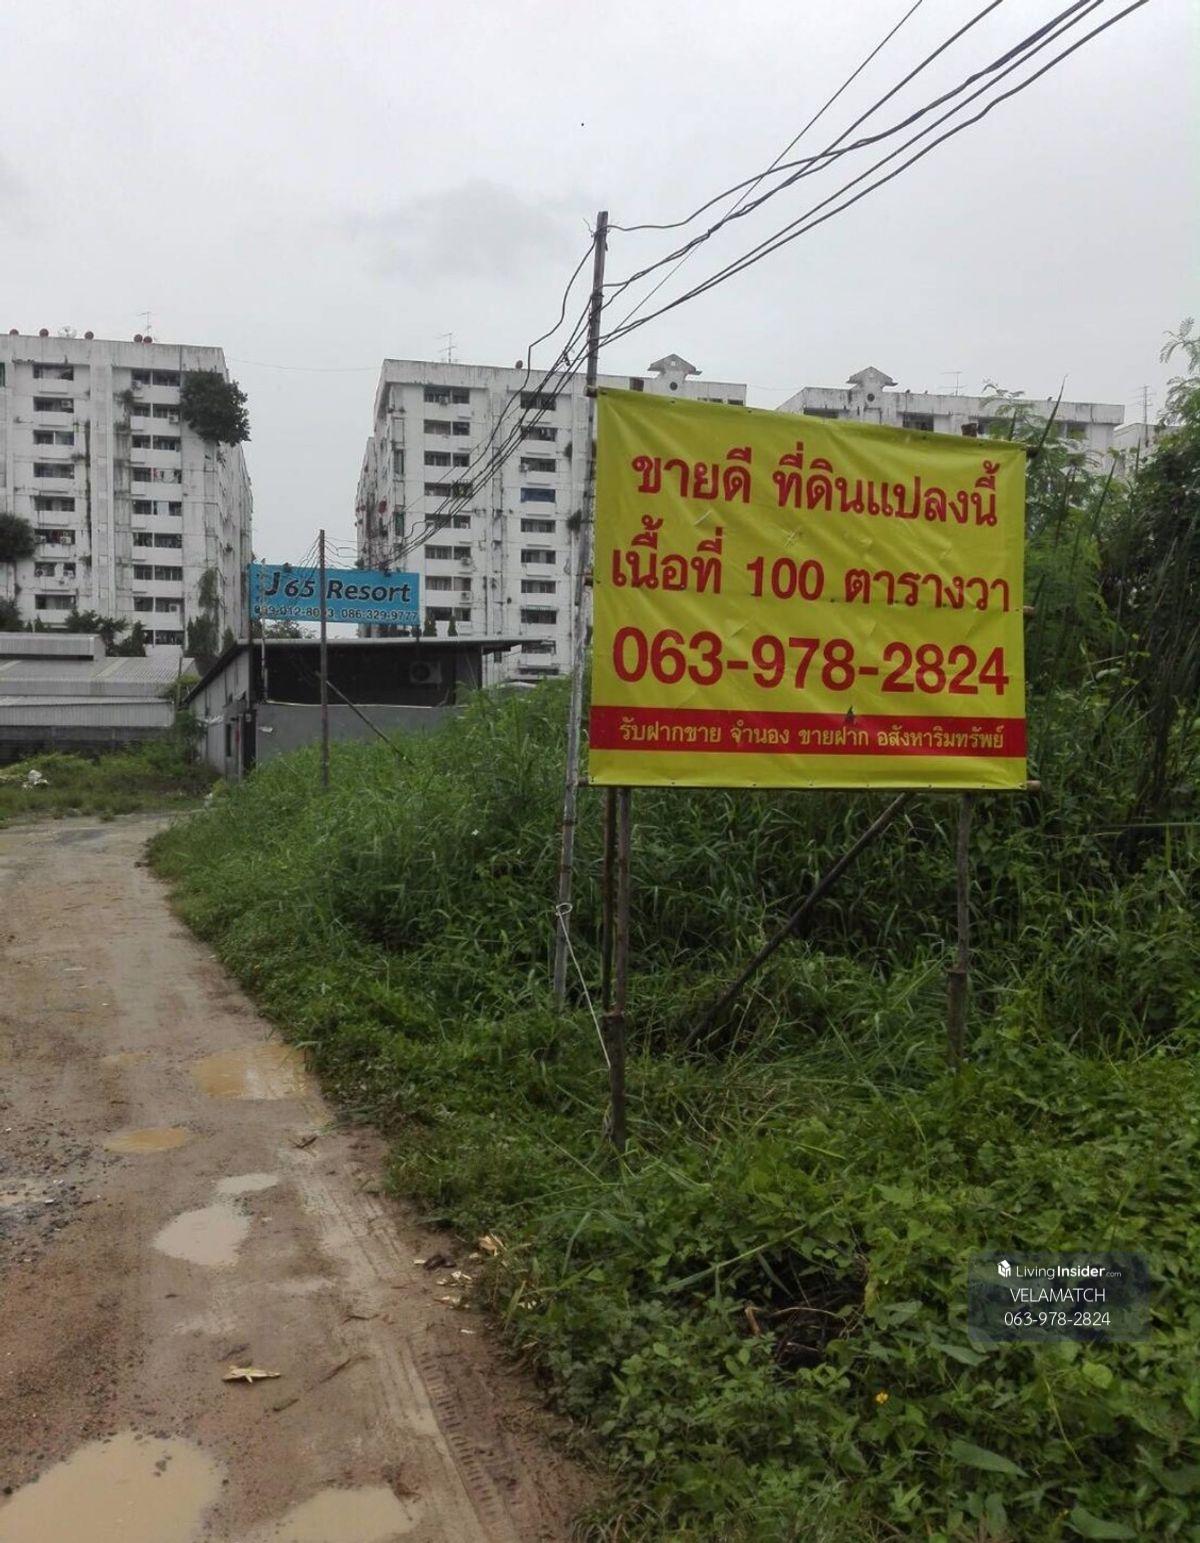 J65 Resort
086-329-9777
ขายดี ที่ดินแปลงนี้
เนื้อที่ 100 ตารางวา
063-978-2824
รับฝากขาย จำนอง ขายฝาก อสังหาริมทรัพย์
LivingInsider.com
VELAMATCH
063-978-2824